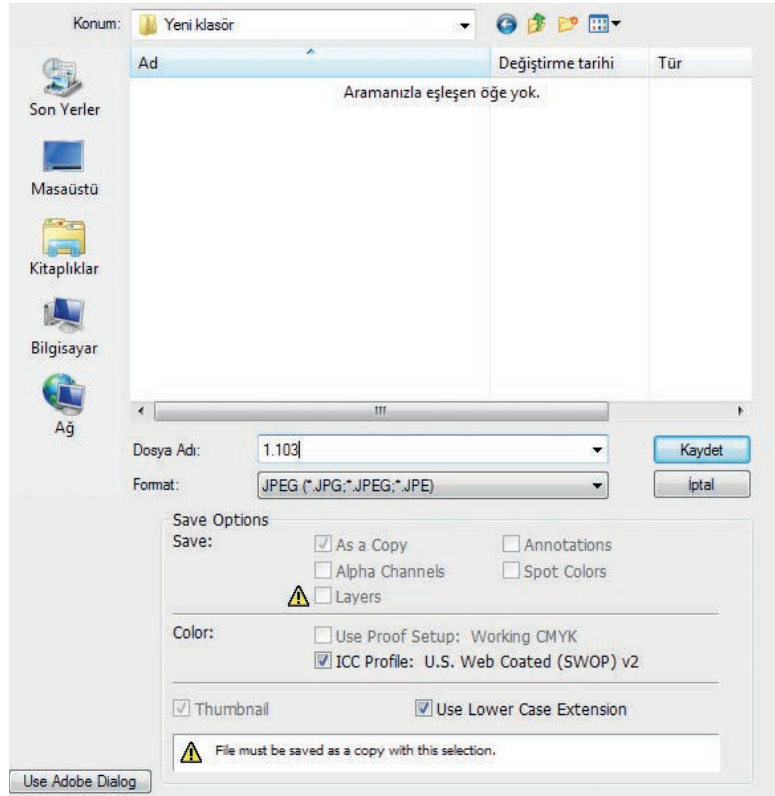 Konum: Yeni klasör
Ad Değiştirme tarihi Tür
Aramanızla eşleşen öğe yok.
Son Yerler
Masaüstü
Kitaplıklar
Bilgisayar
Ağ
Dosya Adı: 1.103 Kaydet
Format: JPEG (*.JPG;*.JPEG;*.JPE) İptal
Save Options
Save: As a Copy Annotations
Alpha Channels Spot Colors
Layers
Color: Use Proof Setup: Working CMYK
ICC Profile: U.S. Web Coated (SWOP) v2
Thumbnail Use Lower Case Extension
File must be saved as a copy with this selection.
Use Adobe Dialog